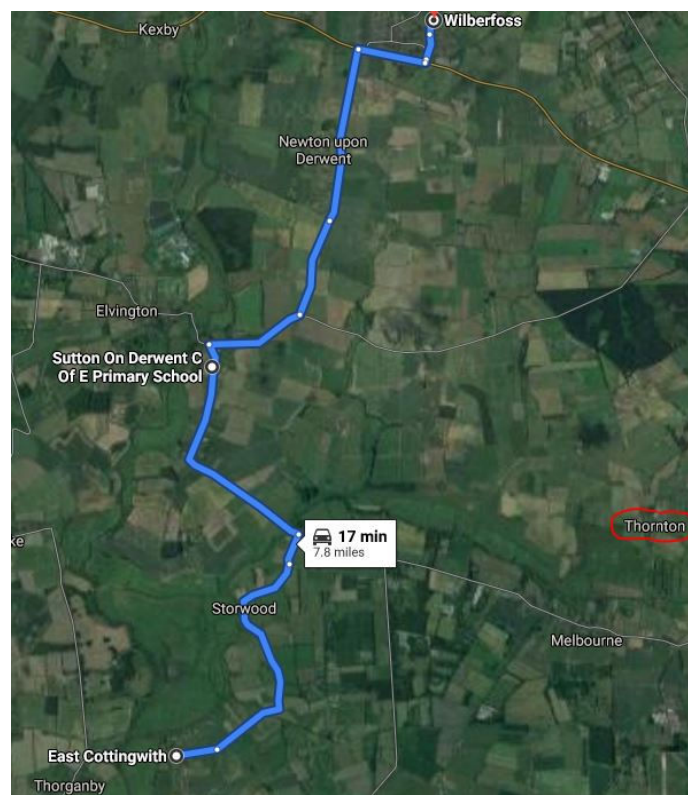 Wilberfoss
Kexby
Newton upon
Derwent
Elvington
Sutton On Derwent C
Of E Primary School
Thornton
17 min
7.8 miles
ke
Storwood
Melbourne
East Cottingwith
Thorganby